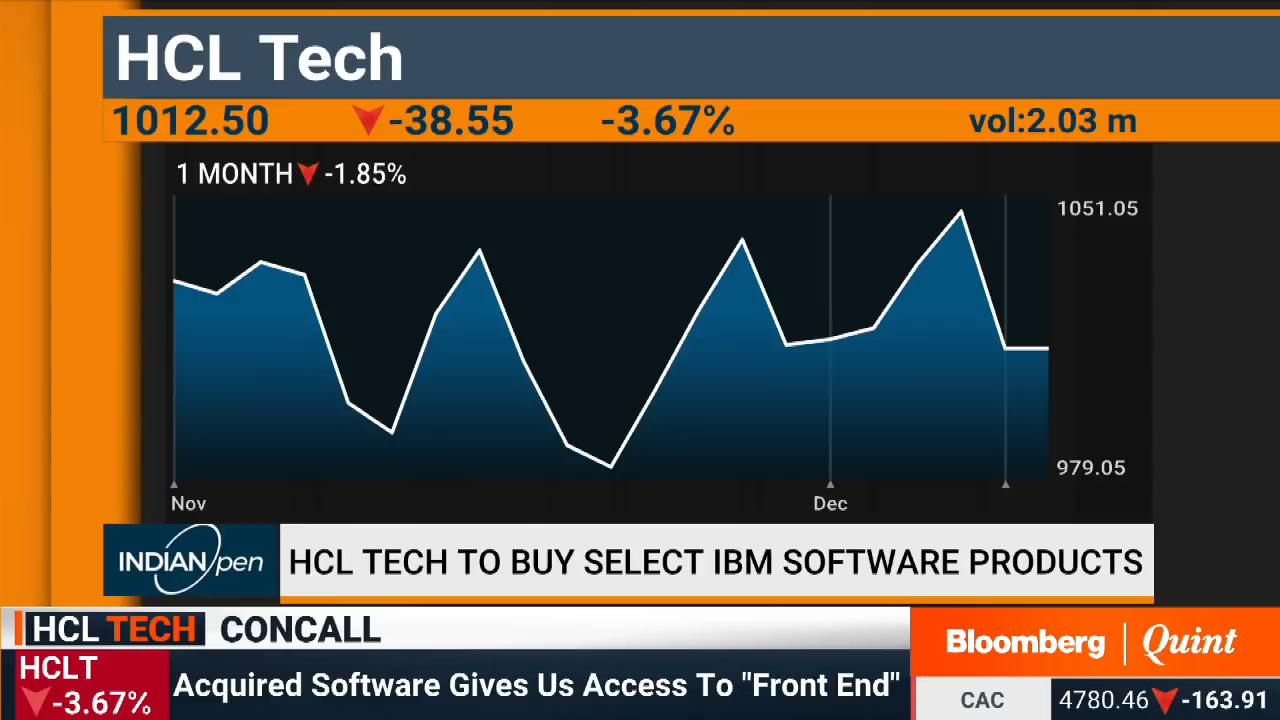 HCL Tech
1012.50 -38.55 -3.67% vol:2.03 m
1 MONTH -1.85%
1051.05
979.05
Nov Dec
INDIAN Open HCL TECH TO BUY SELECT IBM SOFTWARE PRODUCTS
HCL TECH CONCALL
Bloomberg | Quint
HCLT
-3.67%
Acquired Software Gives Us Access To "Front End"
CAC 4780.46 -163.91